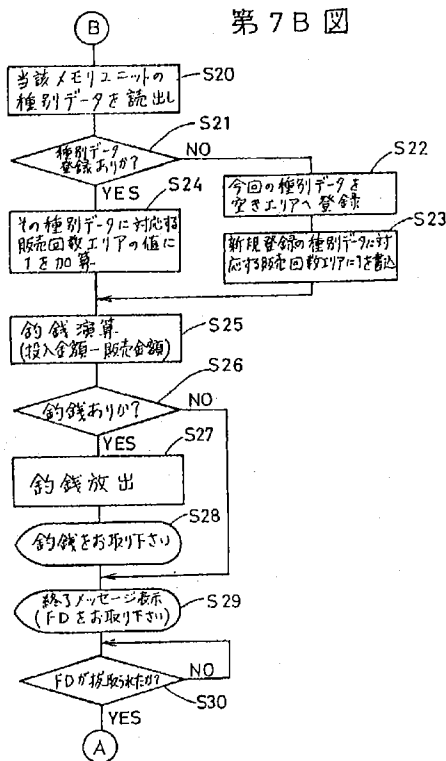 第7B図
B
当該メモリユニットの
種別データを読出し
S20
種別データ
登録ありか?
S21
NO
YES
S22
今回の種別データを
空きエリアへ登録
S24
その種別データに対応する
販売回数エリアの値に
1を加算
S23
新規登録の種別データに対
応する販売回数エリアに1を書込
釣銭演算
(投入金額-販売金額)
S25
釣銭ありか?
S26
NO
YES
S27
釣銭放出
S28
釣銭をお取り下さい
終了メッセージ表示
(FDをお取り下さい)
S29
FDが抜取られたか?
NO
S30
YES
A